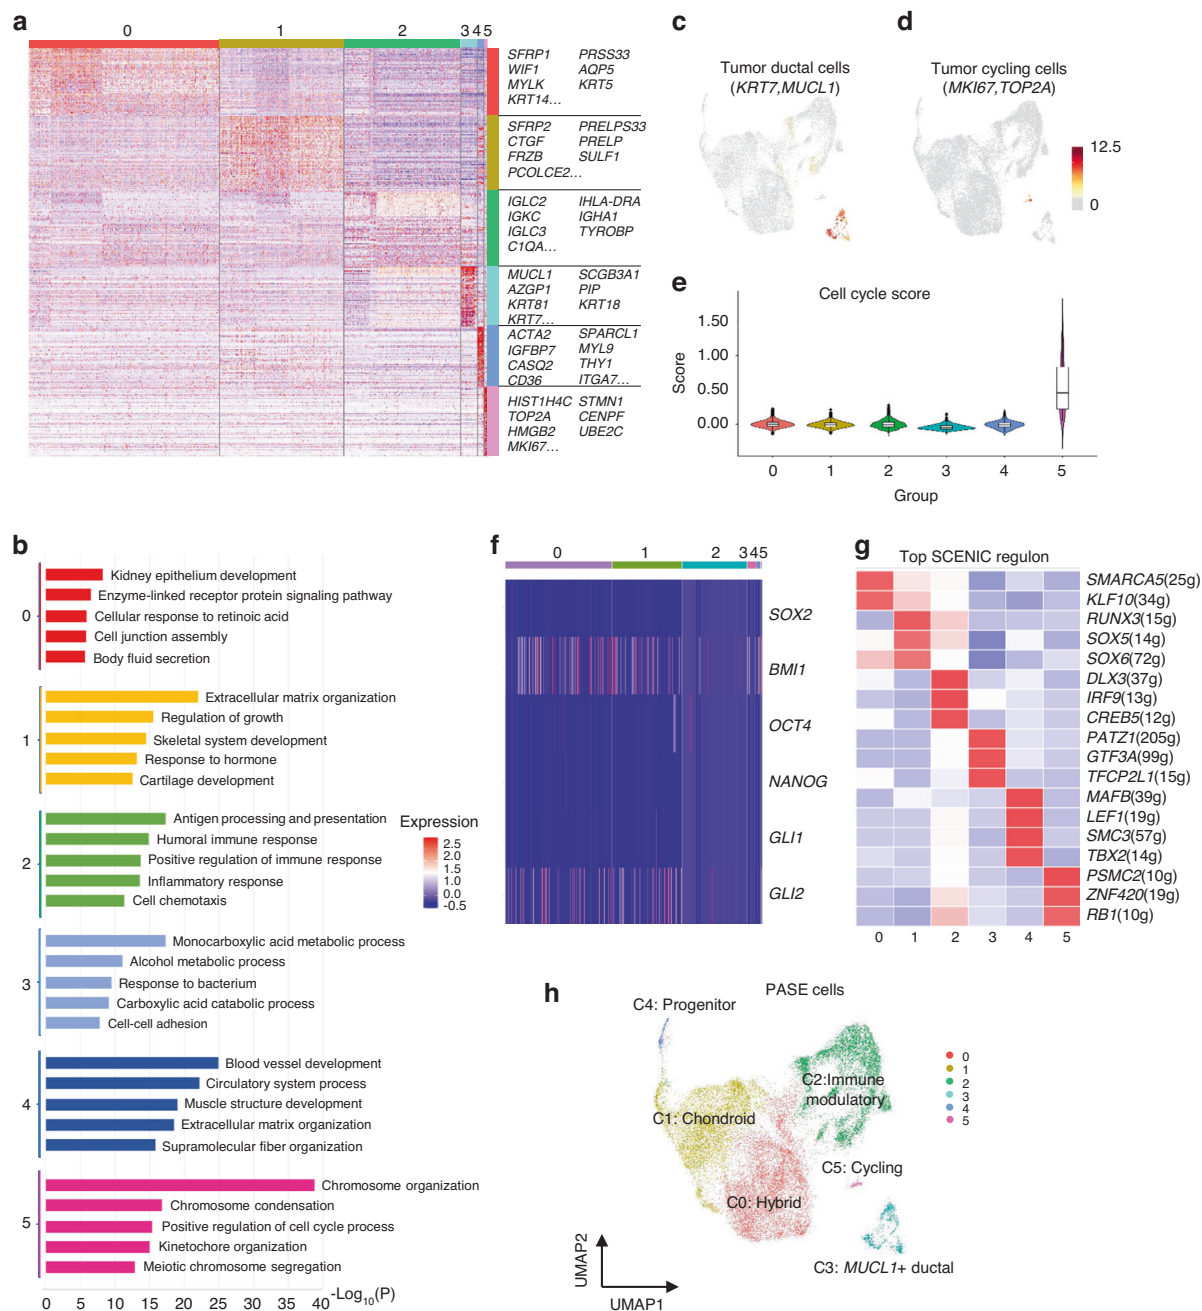 a
0 1 2 3 4 5
SFRP1 PRSS33
WIF1 AQP5
MYLK KRT5
KRT14...
SFRP2 PRELPS33
CTGF PRELP
FRZB SULF1
PCOLCE2...
IGLC2 IHLA-DRA
IGKC IGHA1
IGLC3 TYROBP
C1QA...
MUCL1 SCGB3A1
AZGP1 PIP
KRT81 KRT18
KRT7...
ACTA2 SPARCL1
IGFBP7 MYL9
CASQ2 THY1
CD36 ITGA7...
HIST1H4C STMN1
TOP2A CENPF
HMGB2 UBE2C
MKI67...
c
Tumor ductal cells
(KRT7,MUCL1)
d
Tumor cycling cells
(MKI67,TOP2A)
12.5
0
e
Cell cycle score
1.50
1.00
0.50
0.00
Score
0 1 2 3 4 5
Group
b
0
Kidney epithelium development
Enzyme-linked receptor protein signaling pathway
Cellular response to retinoic acid
Cell junction assembly
Body fluid secretion
1
Extracellular matrix organization
Regulation of growth
Skeletal system development
Response to hormone
Cartilage development
2
Antigen processing and presentation
Humoral immune response
Positive regulation of immune response
Inflammatory response
Cell chemotaxis
3
Monocarboxylic acid metabolic process
Alcohol metabolic process
Response to bacterium
Carboxylic acid catabolic process
Cell-cell adhesion
4
Blood vessel development
Circulatory system process
Muscle structure development
Extracellular matrix organization
Supramolecular fiber organization
5
Chromosome organization
Chromosome condensation
Positive regulation of cell cycle process
Kinetochore organization
Meiotic chromosome segregation
0 5 10 15 20 25 30 35 40
-Log10(P)
Expression
2.5
2.0
1.5
1.0
0.0
-0.5
f
0 1 2 3 4 5
SOX2
BMI1
OCT4
NANOG
GLI1
GLI2
g
Top SCENIC regulon
SMARCA5(25g)
KLF10(34g)
RUNX3(15g)
SOX5(14g)
SOX6(72g)
DLX3(37g)
IRF9(13g)
CREB5(12g)
PATZ1(205g)
GTF3A(99g)
TFCP2L1(15g)
MAFB(39g)
LEF1(19g)
SMC3(57g)
TBX2(14g)
PSMC2(10g)
ZNF420(19g)
RB1(10g)
0 1 2 3 4 5
h
PASE cells
C4: Progenitor
C2:Immune
modulatory
C1: Chondroid
C5: Cycling
C0: Hybrid
C3: MUCL1+ ductal
0
1
2
3
4
5
UMAP2
UMAP1